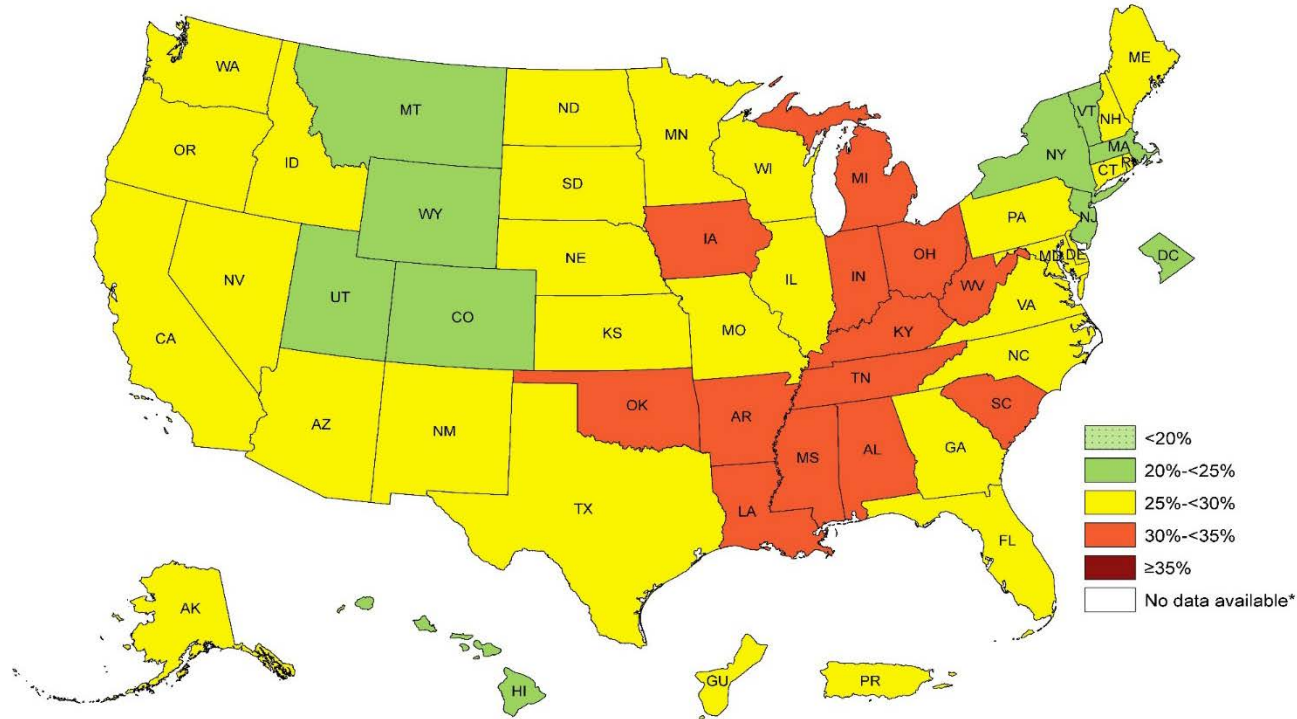 WA
MT
ND
MN
ME
VT
NH
OR
ID
SD
WI
MI
NY
MA
CT
R
WY
IA
PA
NJ
NE
NV
UT
CO
IL
IN
OH
MD
DE
DC
WV
VA
CA
KS
MO
KY
NC
TN
AZ
NM
OK
AR
SC
MS
AL
GA
TX
LA
FL
<20%
20%-<25%
25%-<30%
30%-<35%
≥35%
No data available*
AK
HI
GU
PR